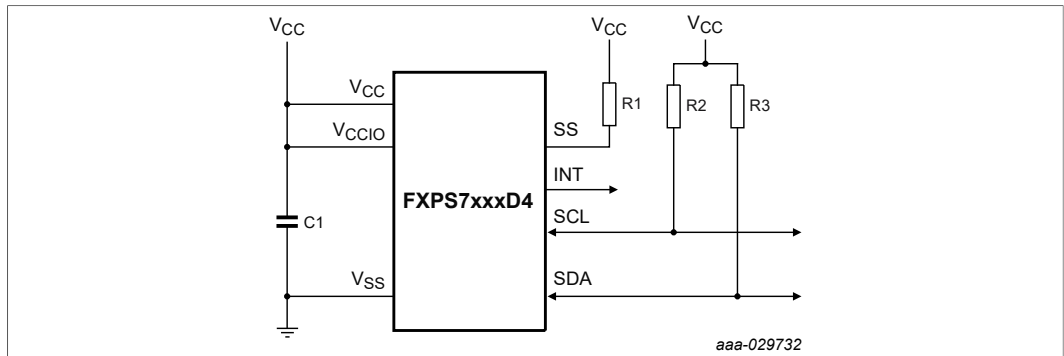 VCC
VCC
VCC
VCC
R1
R2
R3
VCCIO
SS
INT
FXPS7xxxD4
SCL
C1
VSS
SDA
aaa-029732